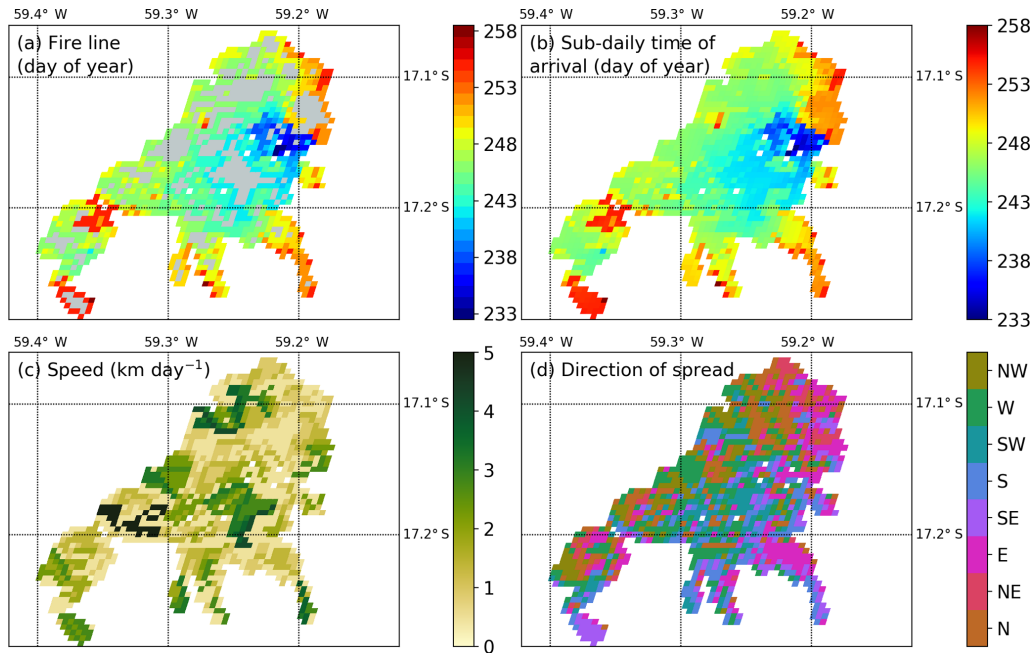 59.4° W 59.3° W 59.2° W
59.4° W 59.3° W 59.2° W
(a) Fire line
(day of year)
17.1° S
17.2° S
258
253
248
243
238
233
(b) Sub-daily time of
arrival (day of year)
17.1° S
17.2° S
258
253
248
243
238
233
59.4° W 59.3° W 59.2° W
59.4° W 59.3° W 59.2° W
(c) Speed (km day⁻¹)
17.1° S
17.2° S
5
4
3
2
1
0
(d) Direction of spread
17.1° S
17.2° S
NW
W
SW
S
SE
E
NE
N